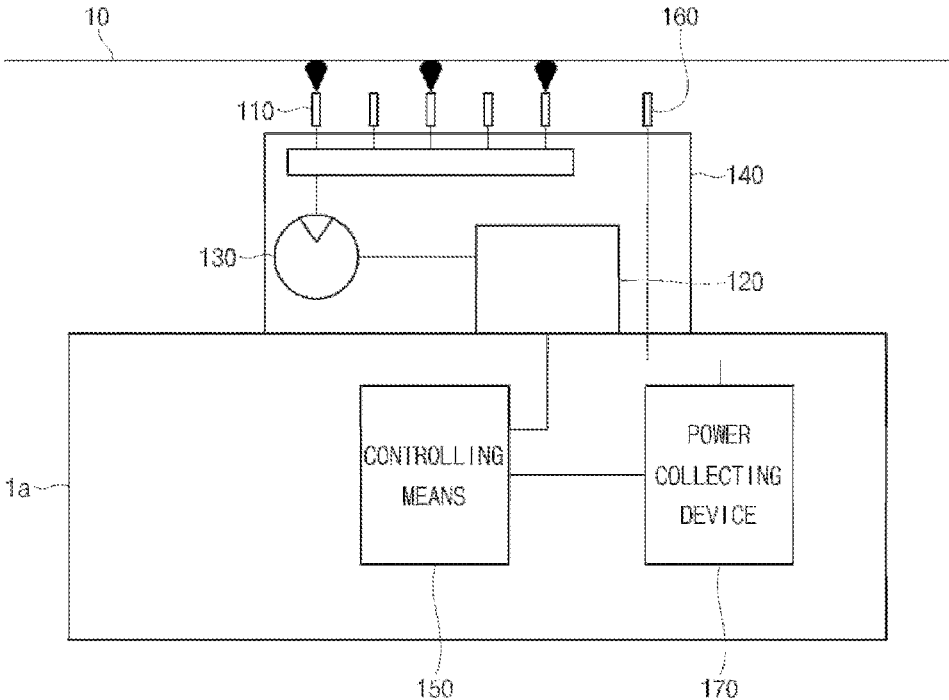 10
160
110
140
130
120
CONTROLLING
MEANS
POWER
COLLECTING
DEVICE
1a
150
170